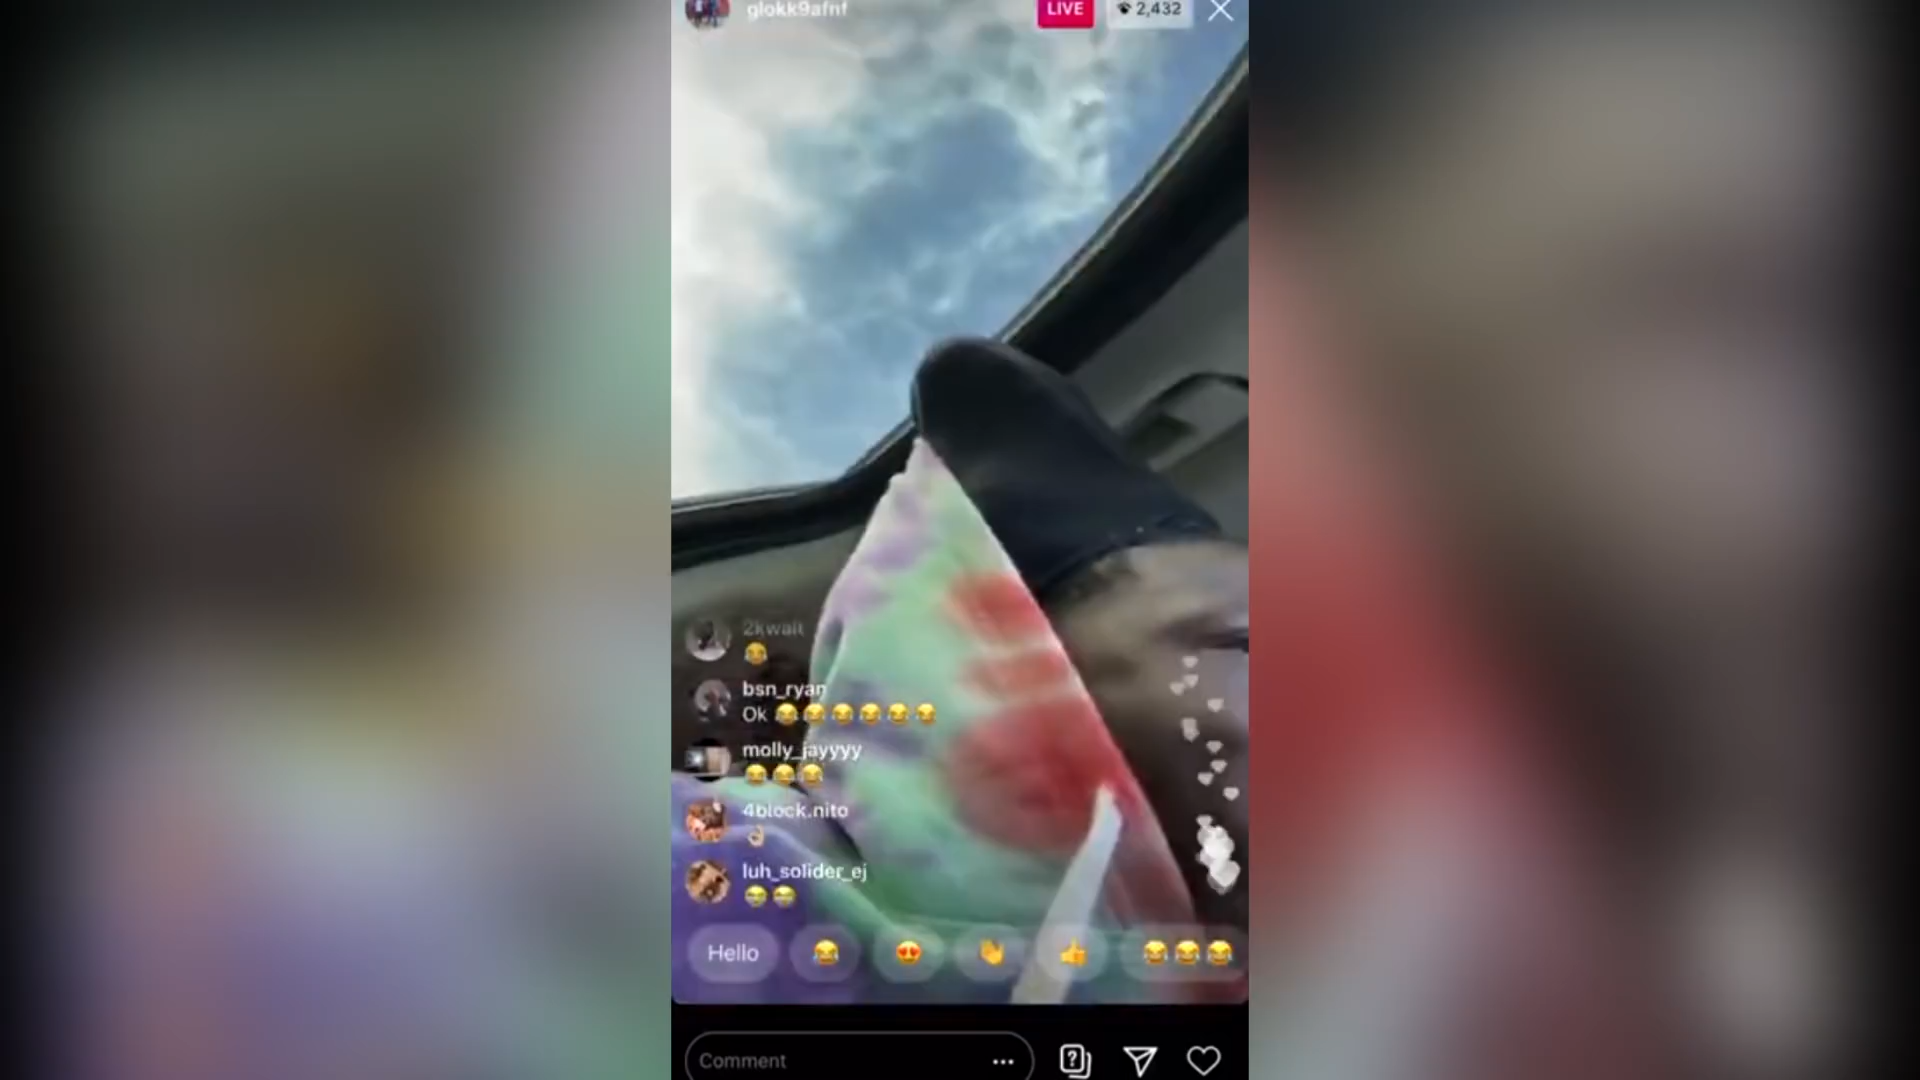 glokk9afnf
LIVE
2,432
2kwait
😂
bsn_ryan
Ok 😂😂😂😂😂😂
molly_jayyyy
😂😂😂
4block.nito
👌
luh_solider_ej
😂😂
Hello 😂 😍 👏 👍 😂😂😂
Comment